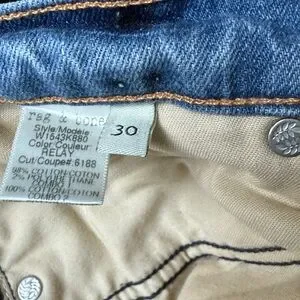 rag & bone
30
Style/Modèle
W1543K880
Color/Couleur
RELAY
Cut/Coupe#:6188
98% COTTON/COTON
2% POLYURETHANE
COMBO 1
100% COTTON/COTON
COMBO 2